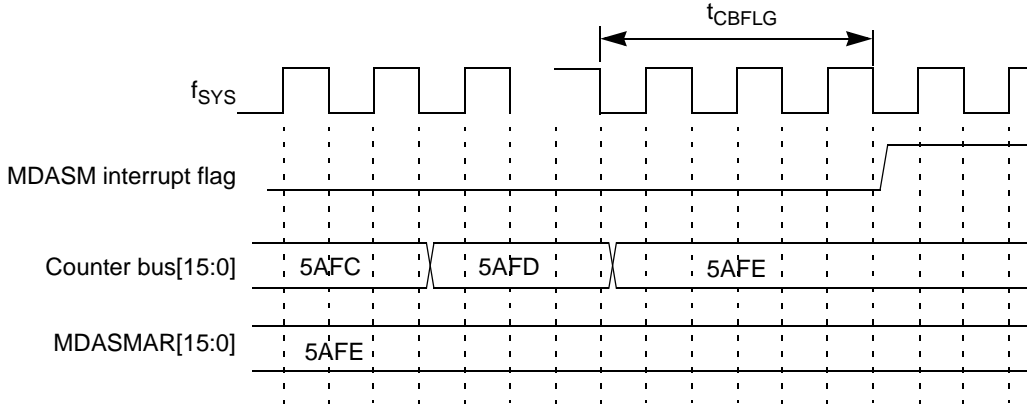 tCBFLG
fSYS
MDASM interrupt flag
Counter bus[15:0] 5AFC 5AFD 5AFE
MDASMAR[15:0] 5AFE